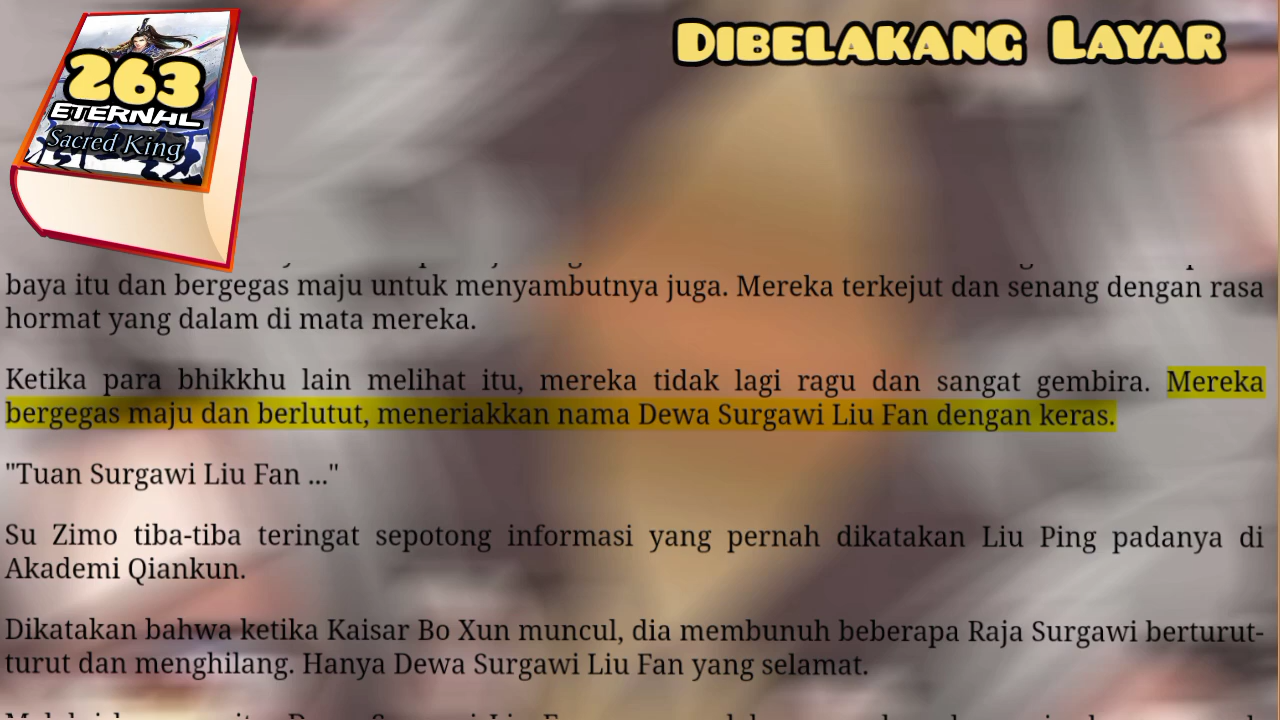 263
ETERNAL
Sacred King
DIBELAKANG LAYAR
baya itu dan bergegas maju untuk menyambutnya juga. Mereka terkejut dan senang dengan rasa
hormat yang dalam di mata mereka.
Ketika para bhikkhu lain melihat itu, mereka tidak lagi ragu dan sangat gembira. Mereka
bergegas maju dan berlutut, meneriakkan nama Dewa Surgawi Liu Fan dengan keras.
"Tuan Surgawi Liu Fan ..."
Su Zimo tiba-tiba teringat sepotong informasi yang pernah dikatakan Liu Ping padanya di
Akademi Qiankun.
Dikatakan bahwa ketika Kaisar Bo Xun muncul, dia membunuh beberapa Raja Surgawi berturut-
turut dan menghilang. Hanya Dewa Surgawi Liu Fan yang selamat.